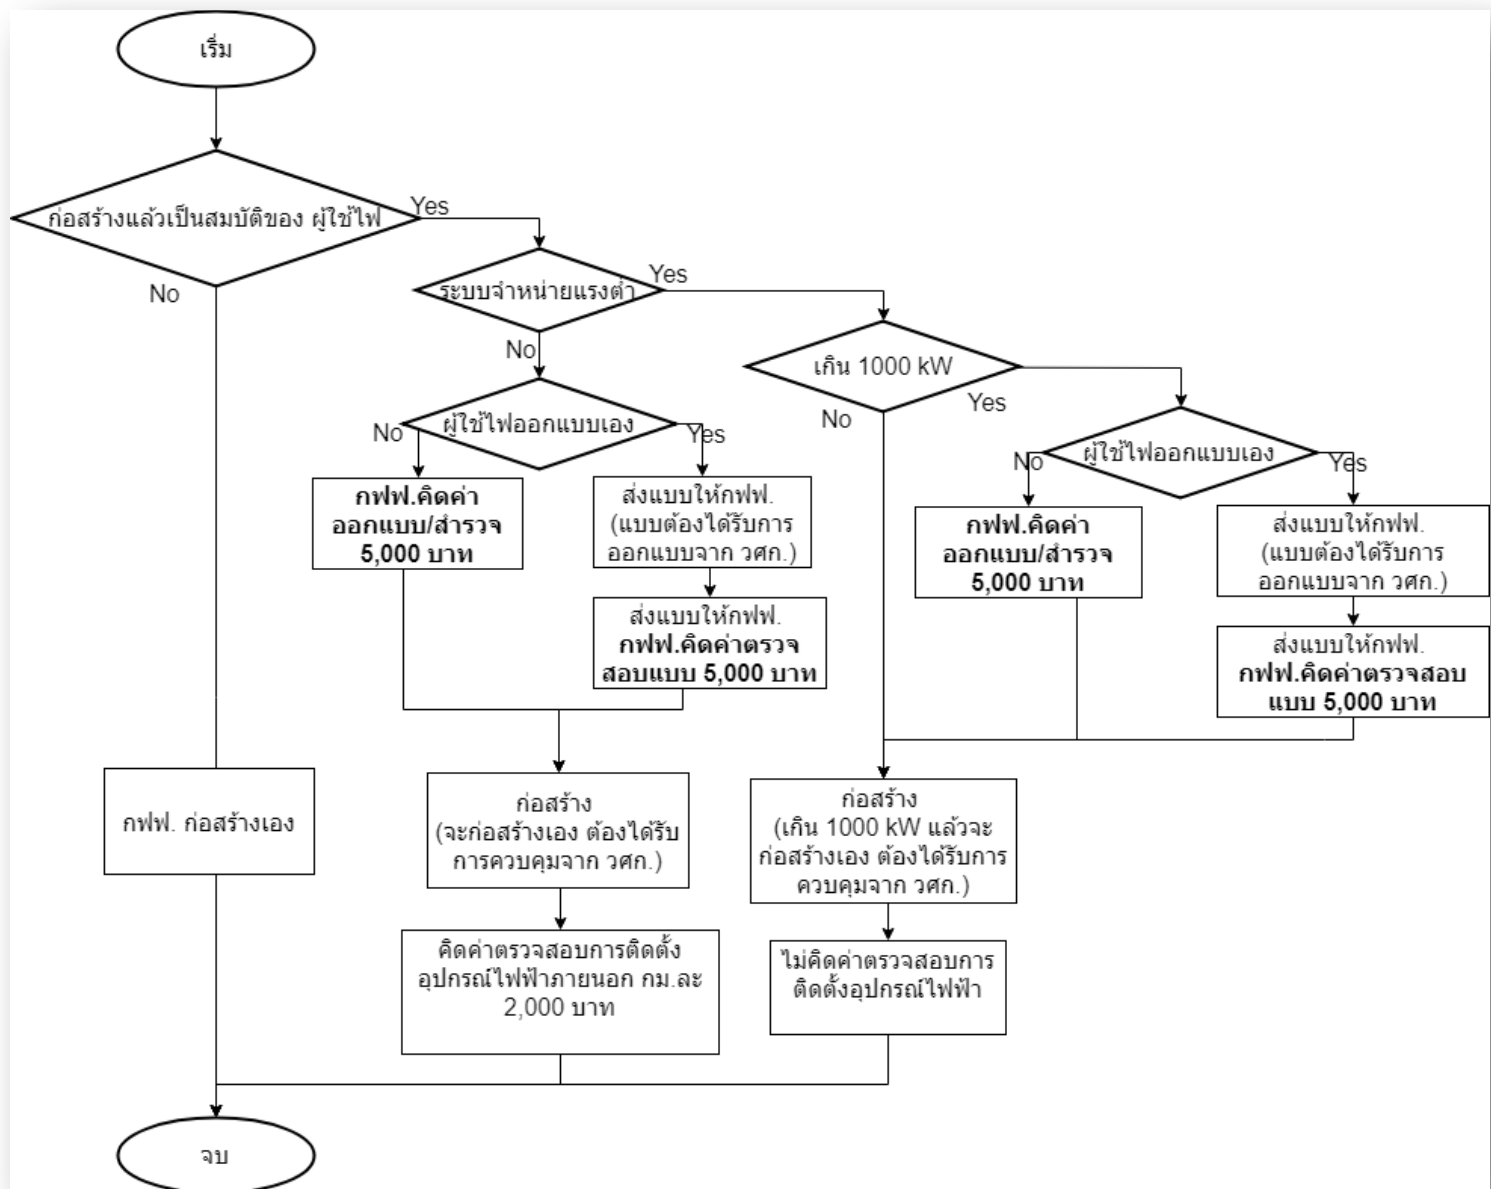 เริ่ม
ก่อสร้างแล้วเป็นสมบัติของ ผู้ใช้ไฟ
Yes
No
ระบบจำหน่ายแรงต่ำ
Yes
No
เกิน 1000 kW
No
Yes
ผู้ใช้ไฟออกแบบเอง
No
Yes
ผู้ใช้ไฟออกแบบเอง
No
Yes
กฟฟ.คิดค่า
ออกแบบ/สำรวจ
5,000 บาท
ส่งแบบให้กฟฟ.
(แบบต้องได้รับการ
ออกแบบจาก วศก.)
กฟฟ.คิดค่า
ออกแบบ/สำรวจ
5,000 บาท
ส่งแบบให้กฟฟ.
(แบบต้องได้รับการ
ออกแบบจาก วศก.)
ส่งแบบให้กฟฟ.
กฟฟ.คิดค่าตรวจ
สอบแบบ 5,000 บาท
ส่งแบบให้กฟฟ.
กฟฟ.คิดค่าตรวจสอบ
แบบ 5,000 บาท
กฟฟ. ก่อสร้างเอง
ก่อสร้าง
(จะก่อสร้างเอง ต้องได้รับ
การควบคุมจาก วศก.)
ก่อสร้าง
(เกิน 1000 kW แล้วจะ
ก่อสร้างเอง ต้องได้รับการ
ควบคุมจาก วศก.)
คิดค่าตรวจสอบการติดตั้ง
อุปกรณ์ไฟฟ้าภายนอก กม.ละ
2,000 บาท
ไม่คิดค่าตรวจสอบการ
ติดตั้งอุปกรณ์ไฟฟ้า
จบ